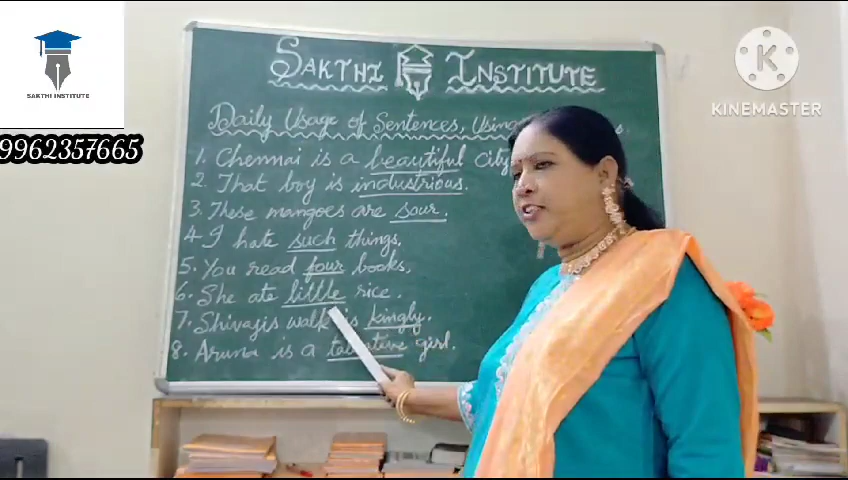 SAKTHI INSTITUTE
SAKTHI INSTITUTE
KINEMASTER
9962357665
Daily Usage of Sentences, Using
1. Chennai is a beautiful city
2. That boy is industrious.
3. These mangoes are sour.
4. I hate such things.
5. You read four books.
6. She ate little rice.
7. Shivaji's walk is kingly.
8. Aruna is a talkative girl.